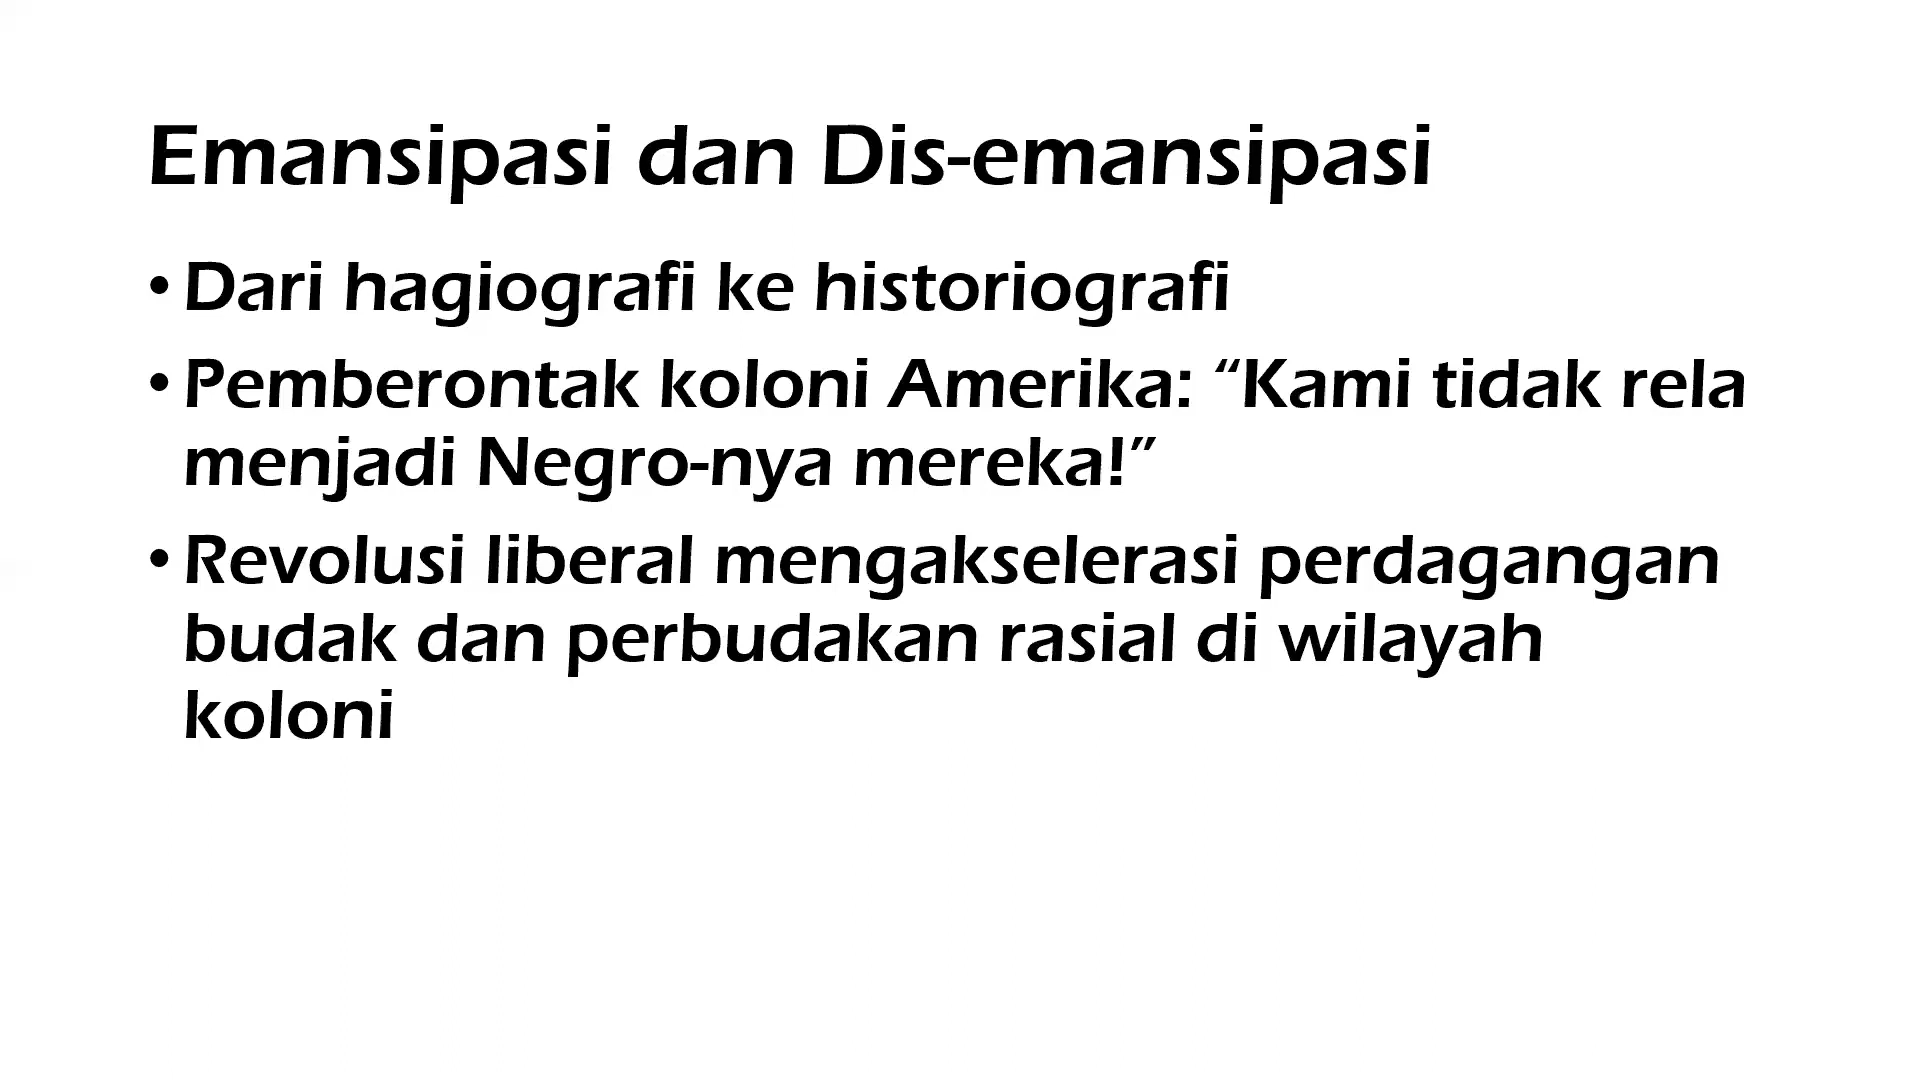 Emansipasi dan Dis-emansipasi
• Dari hagiografi ke historiografi
• Pemberontak koloni Amerika: “Kami tidak rela
menjadi Negro-nya mereka!”
• Revolusi liberal mengakselerasi perdagangan
budak dan perbudakan rasial di wilayah
koloni